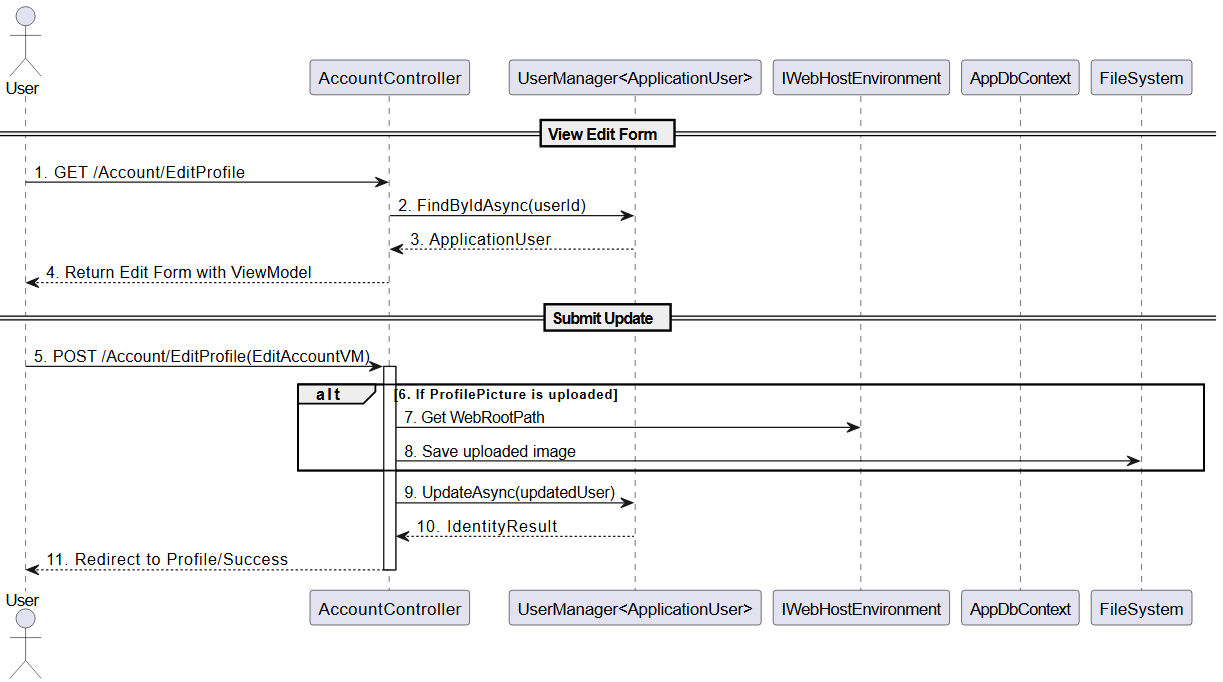 User
AccountController
UserManager<ApplicationUser>
IWebHostEnvironment
AppDbContext
FileSystem
View Edit Form
1. GET /Account/EditProfile
2. FindByIdAsync(userId)
3. ApplicationUser
4. Return Edit Form with ViewModel
Submit Update
5. POST /Account/EditProfile(EditAccountVM)
alt
[6. If ProfilePicture is uploaded]
7. Get WebRootPath
8. Save uploaded image
9. UpdateAsync(updatedUser)
10. IdentityResult
11. Redirect to Profile/Success
User
AccountController
UserManager<ApplicationUser>
IWebHostEnvironment
AppDbContext
FileSystem